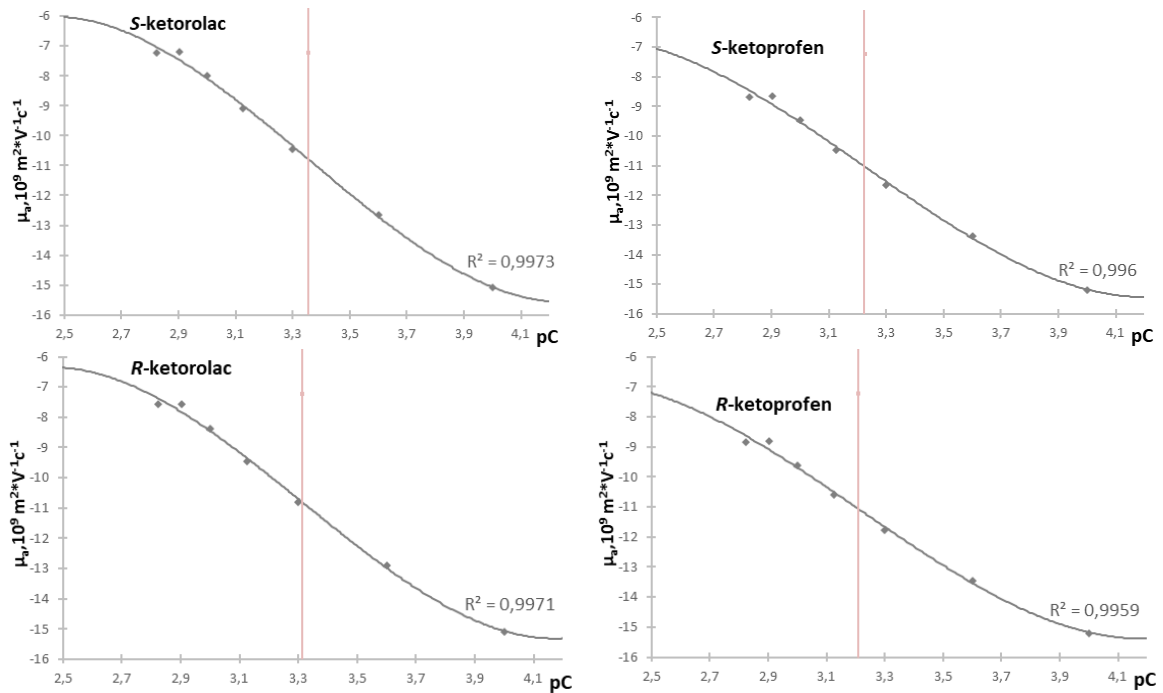 S-ketorolac
-6
-7
-8
-9
-10
-11
-12
-13
-14
-15
-16
μₐ,10⁹ m²*V⁻¹c⁻¹
R² = 0,9973
2,5 2,7 2,9 3,1 3,3 3,5 3,7 3,9 4,1 pC
S-ketoprofen
-6
-7
-8
-9
-10
-11
-12
-13
-14
-15
-16
μₐ,10⁹ m²*V⁻¹c⁻¹
R² = 0,996
2,5 2,7 2,9 3,1 3,3 3,5 3,7 3,9 4,1 pC
R-ketorolac
-6
-7
-8
-9
-10
-11
-12
-13
-14
-15
-16
μₐ,10⁹ m²*V⁻¹c⁻¹
R² = 0,9971
2,5 2,7 2,9 3,1 3,3 3,5 3,7 3,9 4,1 pC
R-ketoprofen
-6
-7
-8
-9
-10
-11
-12
-13
-14
-15
-16
μₐ,10⁹ m²*V⁻¹c⁻¹
R² = 0,9959
2,5 2,7 2,9 3,1 3,3 3,5 3,7 3,9 4,1 pC